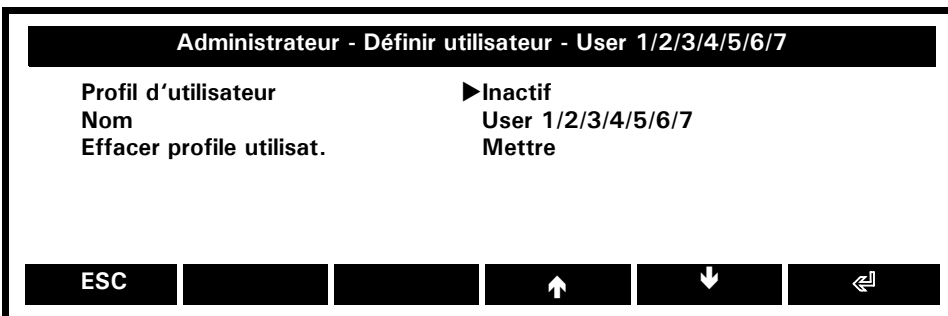 Administrateur - Définir utilisateur - User 1/2/3/4/5/6/7
Profil d‘utilisateur ▶Inactif
Nom User 1/2/3/4/5/6/7
Effacer profile utilisat. Mettre
ESC